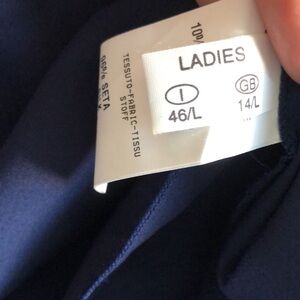 LADIES
I GB
46/L 14/L
TESSUTO-FABRIC-TISSU
STOFF
% SETA